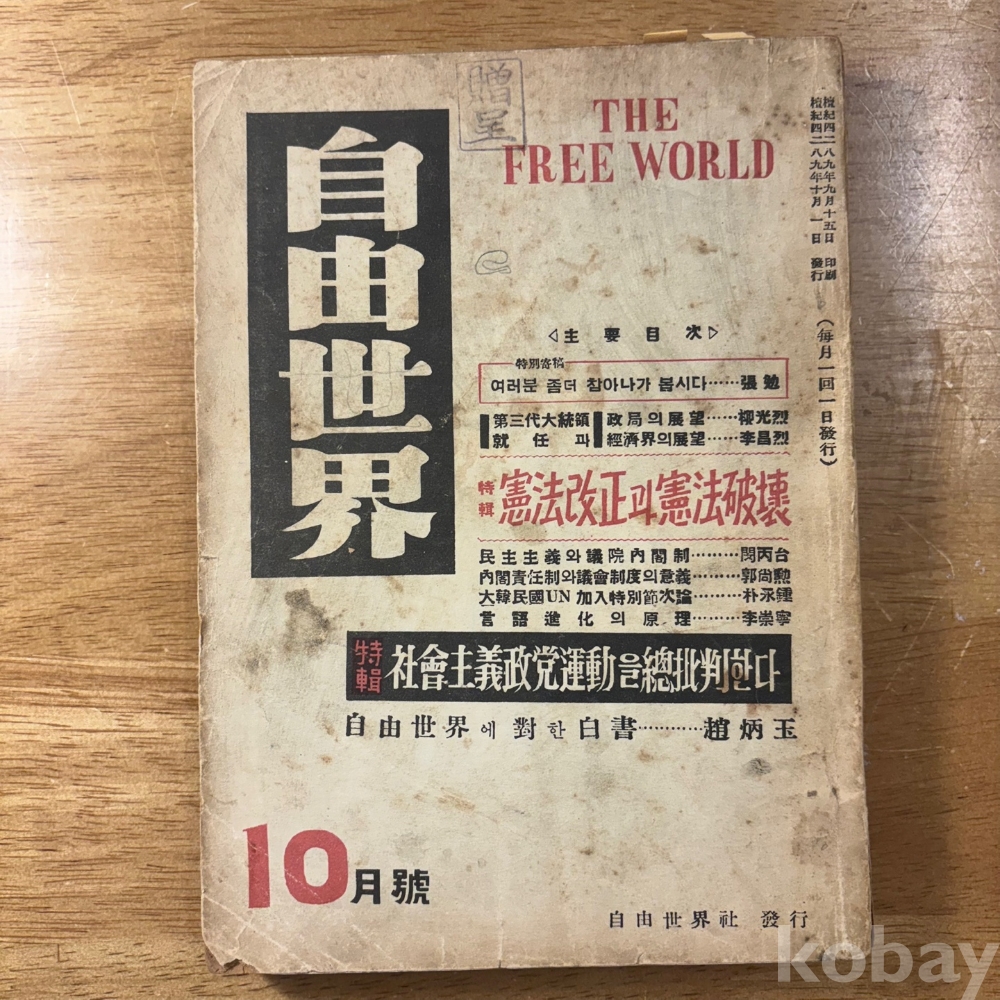 贈呈
THE
FREE WORLD
自由世界
檀紀四二八九年九月十五日 印刷
檀紀四二八九年十月一日 發行
(每月一回一日發行)
◁主要目次▷
特別寄稿
여러분 좀더 참아나가 봅시다……張勉
第三代大統領 政局의展望……柳光烈
就任과 經濟界의展望……李昌烈
特輯 憲法改正과憲法破壞
民主主義와議院內閣制………閔丙台
內閣責任制와議會制度의意義………郭尙勳
大韓民國UN加入特別節次論………朴永鍾
言語進化의原理………李崇寧
特輯 社會主義政党運動을總批判한다
自由世界에對한白書…………趙炳玉
10月號
自由世界社 發行
kobay